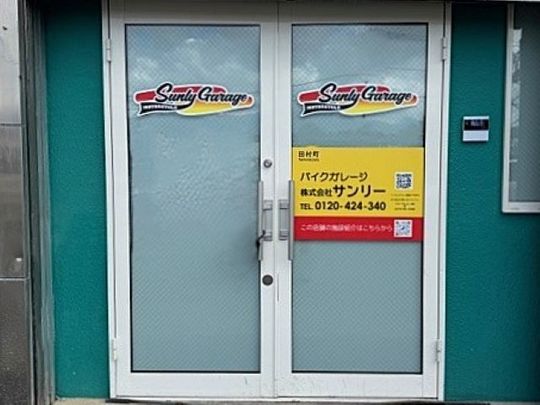 Sunly Garage
MOTORCYCLE
Sunly Garage
MOTORCYCLE
田村町
バイクガレージ
株式会社サンリー
TEL 0120-424-340
この店舗の施設紹介はこちらから